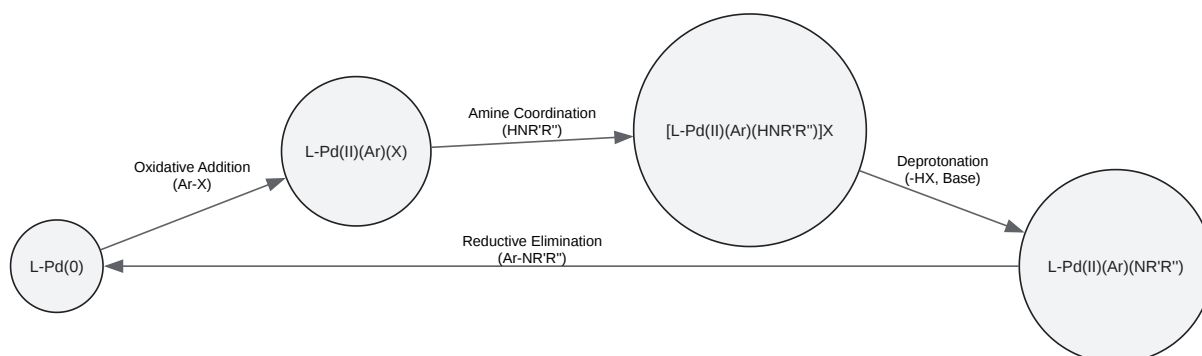 L-Pd(0)
Oxidative Addition
(Ar-X)
L-Pd(II)(Ar)(X)
Amine Coordination
(HNR'R")
[L-Pd(II)(Ar)(HNR'R")]X
Deprotonation
(-HX, Base)
L-Pd(II)(Ar)(NR'R")
Reductive Elimination
(Ar-NR'R")